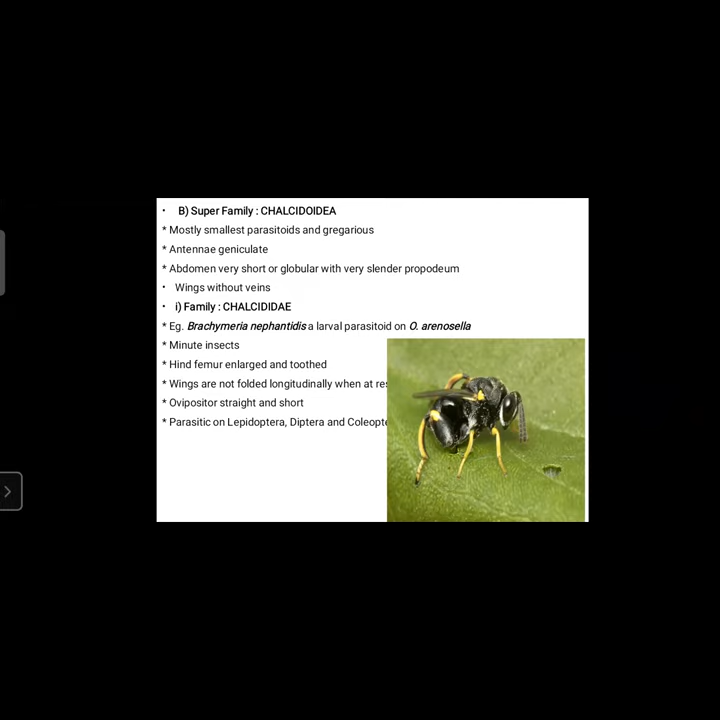 • B) Super Family : CHALCIDOIDEA
* Mostly smallest parasitoids and gregarious
* Antennae geniculate
* Abdomen very short or globular with very slender propodeum
• Wings without veins
• i) Family : CHALCIDIDAE
* Eg. Brachymeria nephantidis a larval parasitoid on O. arenosella
* Minute insects
* Hind femur enlarged and toothed
* Wings are not folded longitudinally when at
* Ovipositor straight and short
* Parasitic on Lepidoptera, Diptera and